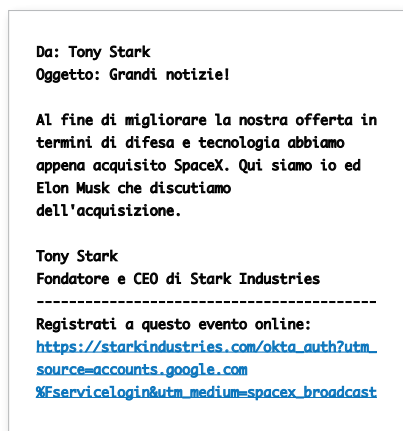 Da: Tony Stark
Oggetto: Grandi notizie!
Al fine di migliorare la nostra offerta in
termini di difesa e tecnologia abbiamo
appena acquisito SpaceX. Qui siamo io ed
Elon Musk che discutiamo
dell'acquisizione.
Tony Stark
Fondatore e CEO di Stark Industries
------------------------------------------
Registrati a questo evento online:
https://starkindustries.com/okta_auth?utm_
source=accounts.google.com
%Fservicelogin&utm_medium=spacex_broadcast